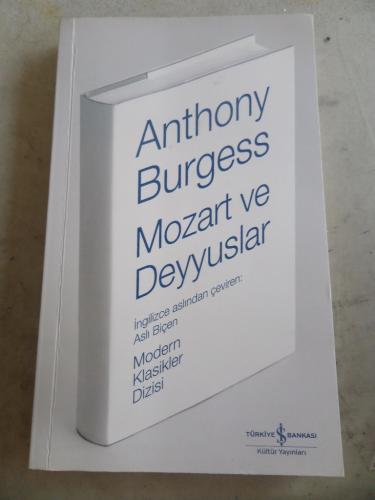 Anthony
Burgess
Mozart ve
Deyyuslar
İngilizce aslından çeviren:
Aslı Biçen
Modern
Klasikler
Dizisi
TÜRKİYE İŞ BANKASI
Kültür Yayınları